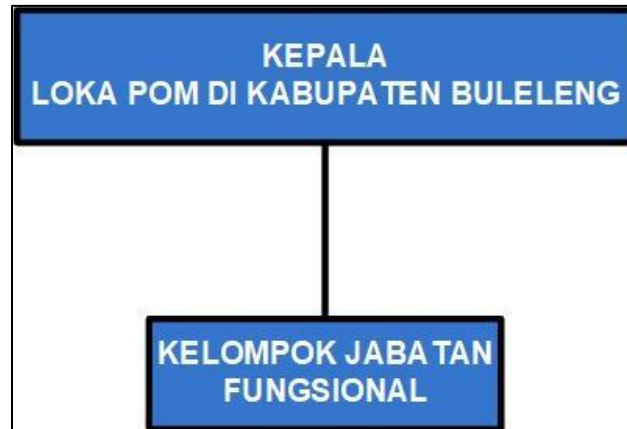 KEPALA
LOKA POM DI KABUPATEN BULELENG
KELOMPOK JABATAN
FUNGSIONAL